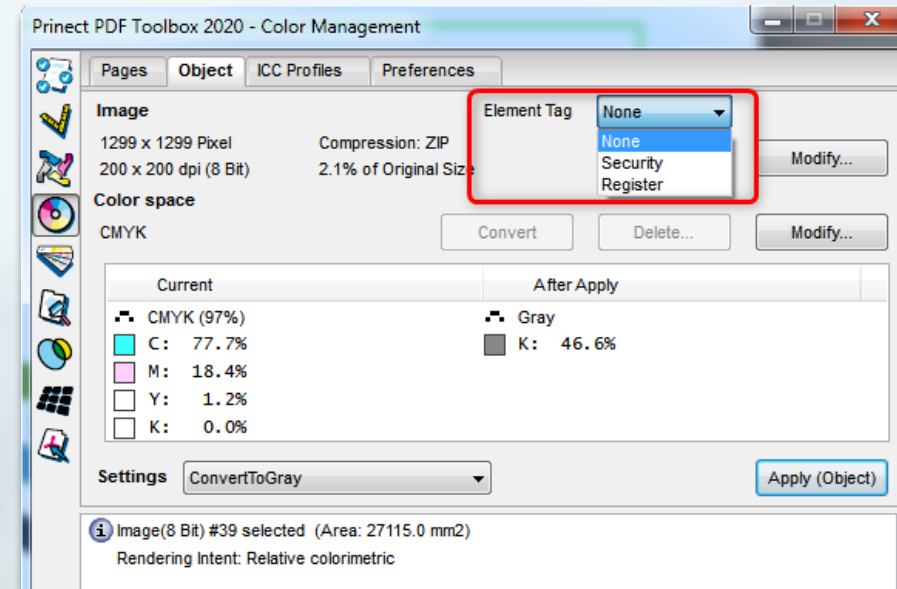 Prinect PDF Toolbox 2020 - Color Management
Pages Object ICC Profiles Preferences
Image Element Tag None
1299 x 1299 Pixel Compression: ZIP None
200 x 200 dpi (8 Bit) 2.1% of Original Size Security Modify...
Register
Color space
CMYK Convert Delete... Modify...
Current After Apply
CMYK (97%) Gray
C: 77.7% K: 46.6%
M: 18.4%
Y: 1.2%
K: 0.0%
Settings ConvertToGray Apply (Object)
Image(8 Bit) #39 selected (Area: 27115.0 mm2)
Rendering Intent: Relative colorimetric